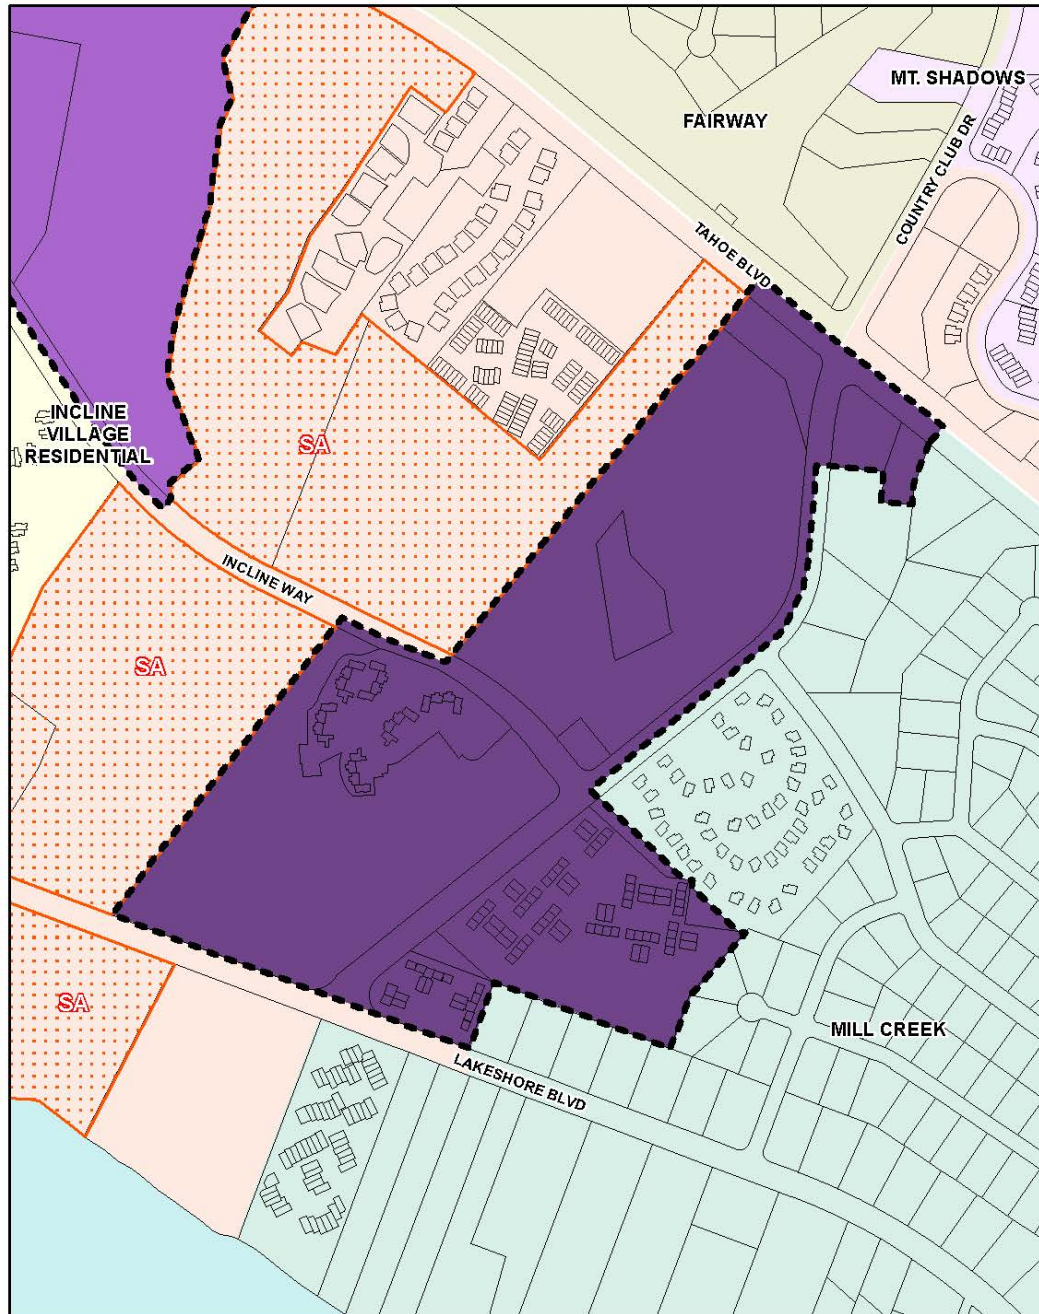 MT. SHADOWS
FAIRWAY
COUNTRY CLUB DR
TAHOE BLVD
INCLINE
VILLAGE
RESIDENTIAL
SA
INCLINE WAY
SA
SA
MILL CREEK
LAKESHORE BLVD